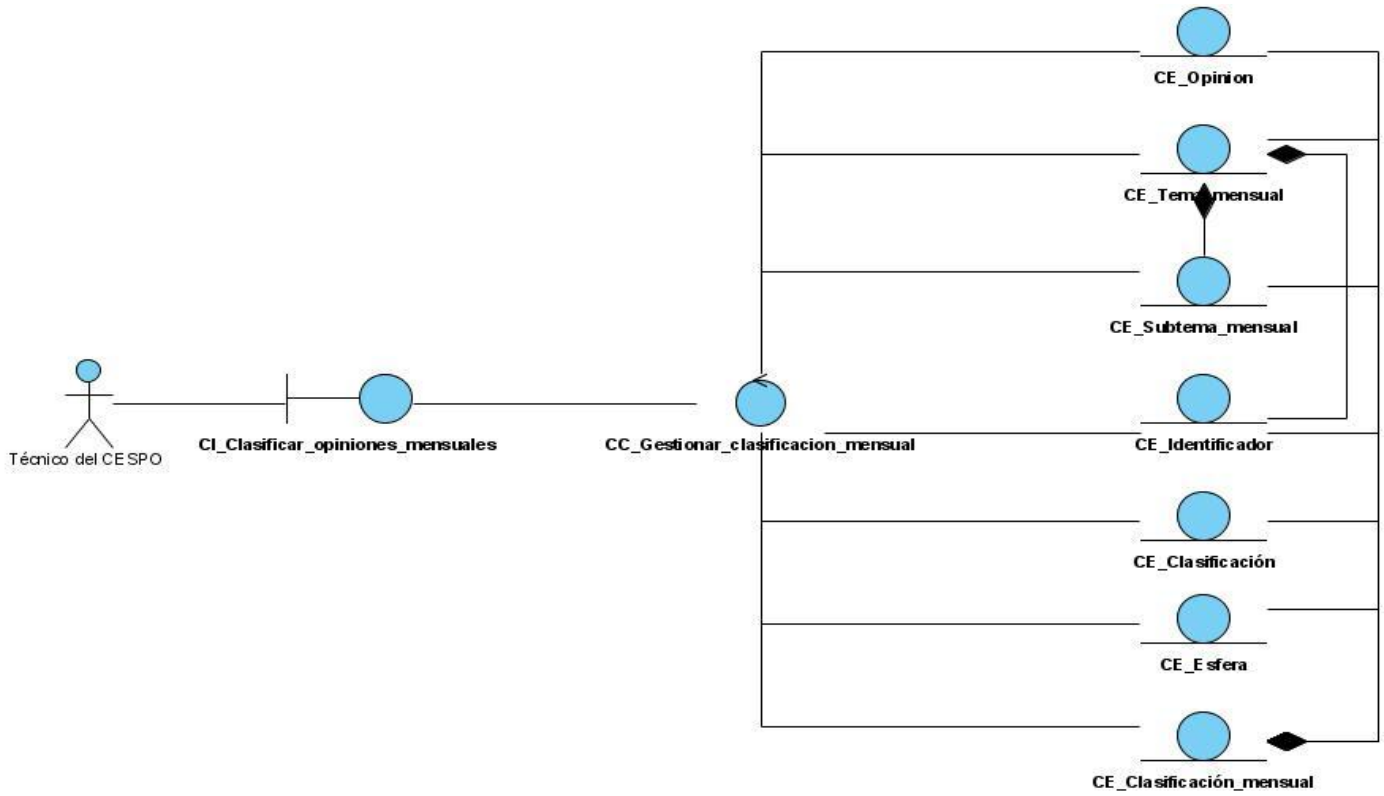 CE_Opinion
CE_Tema_mensual
CE_Subtema_mensual
Técnico del CESPO
CI_Clasificar_opiniones_mensuales
CC_Gestionar_clasificacion_mensual
CE_Identificador
CE_Clasificación
CE_Esfera
CE_Clasificación_mensual